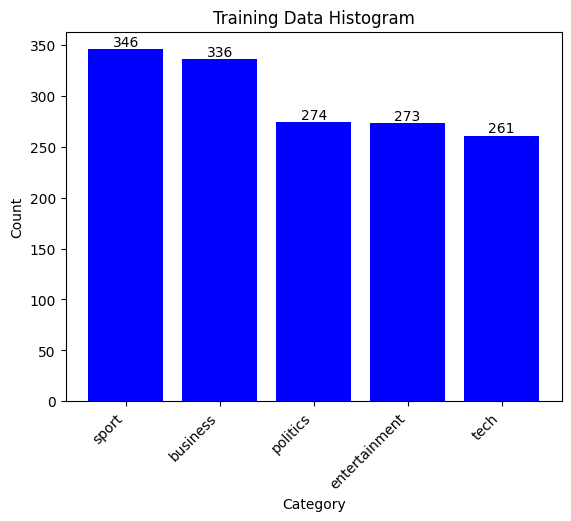 Training Data Histogram
346
336
274
273
261
350
300
250
200
150
100
50
0
Count
sport
business
politics
entertainment
tech
Category